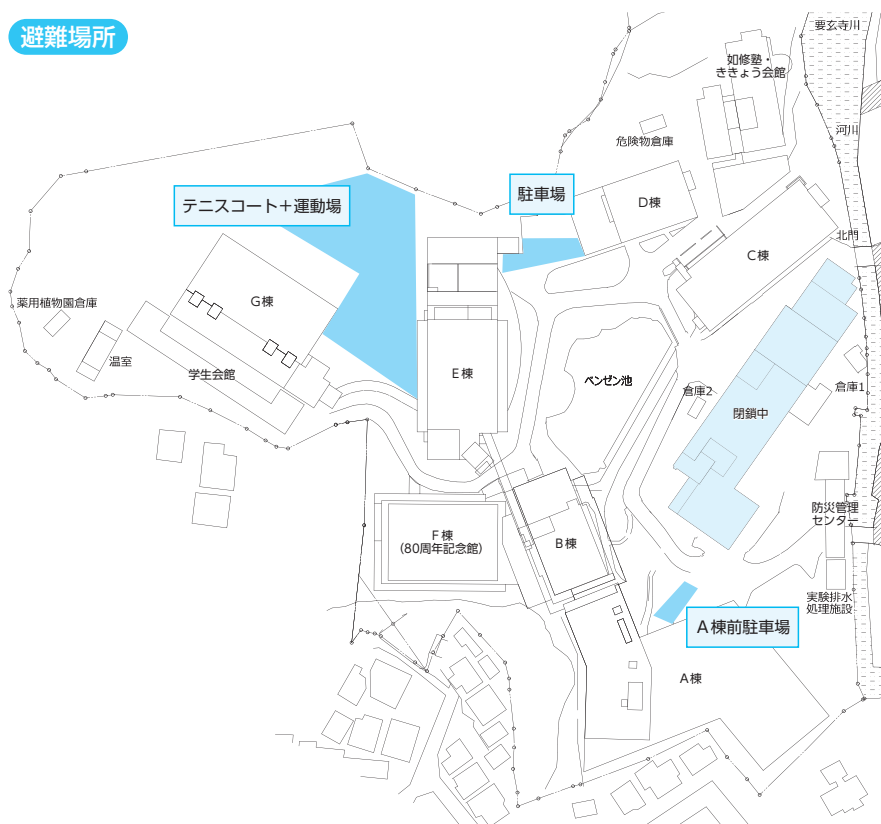 避難場所
要玄寺川
如修塾・
ききょう会館
河川
危険物倉庫
駐車場
テニスコート＋運動場
D棟
北門
C棟
G棟
薬用植物園倉庫
温室
学生会館
E棟
ベンゼン池
倉庫2
倉庫1
閉鎖中
防災管理
センター
F棟
(80周年記念館)
B棟
実験排水
処理施設
A棟前駐車場
A棟